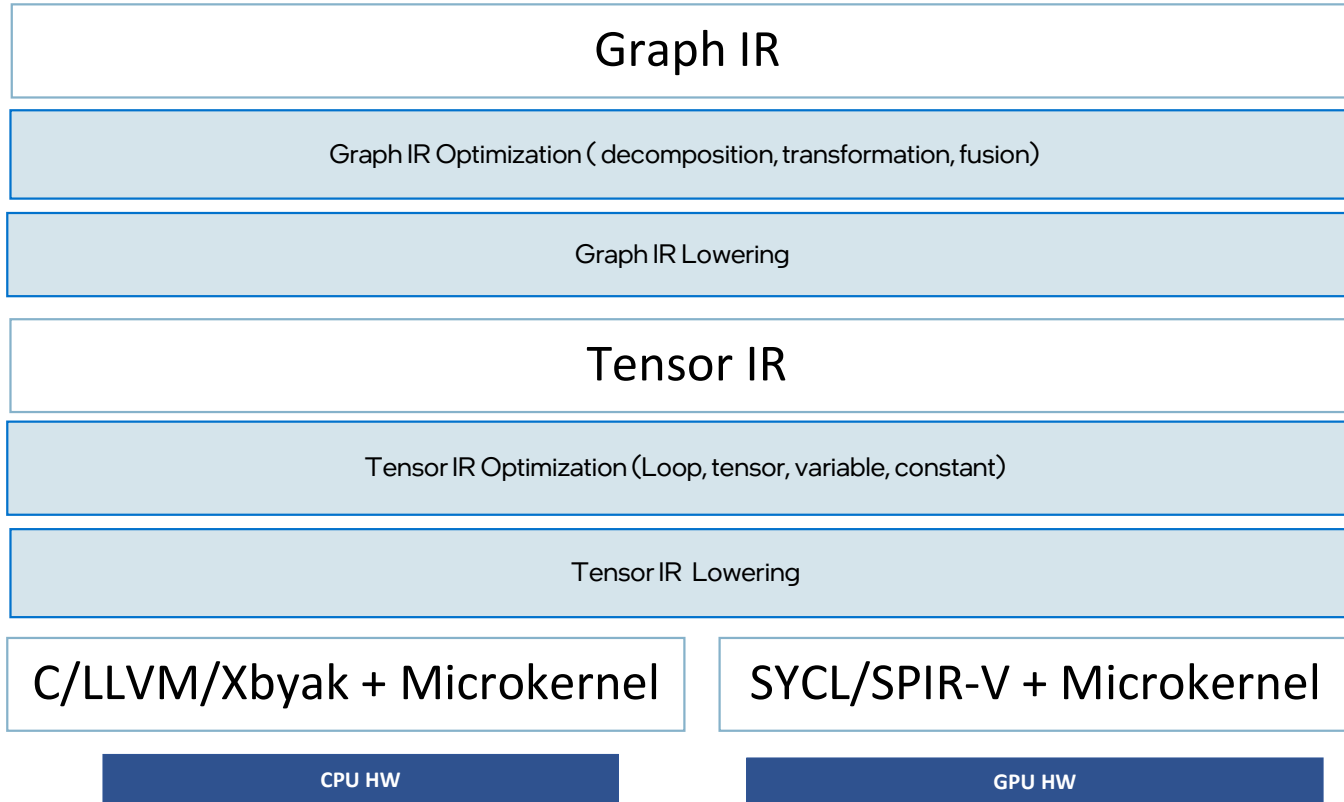 Graph IR
Graph IR Optimization ( decomposition, transformation, fusion)
Graph IR Lowering
Tensor IR
Tensor IR Optimization (Loop, tensor, variable, constant)
Tensor IR Lowering
C/LLVM/Xbyak + Microkernel
SYCL/SPIR-V + Microkernel
CPU HW
GPU HW